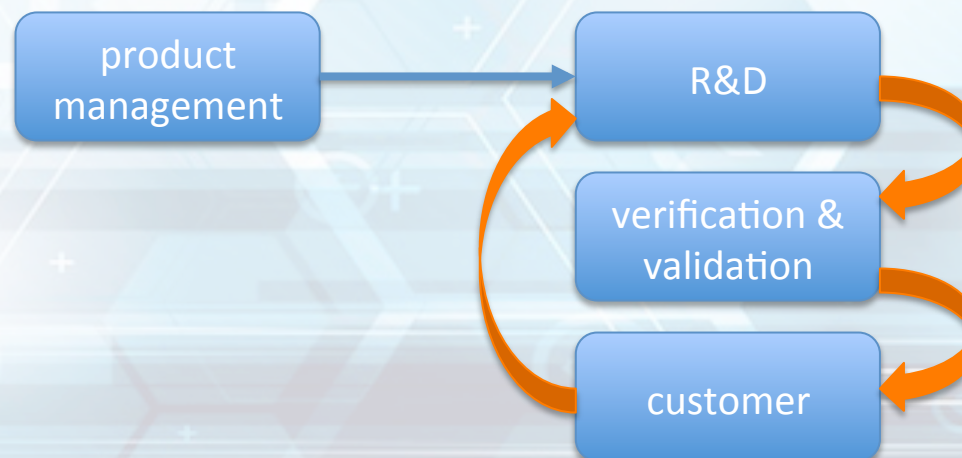 product
management
R&D
verification &
validation
customer